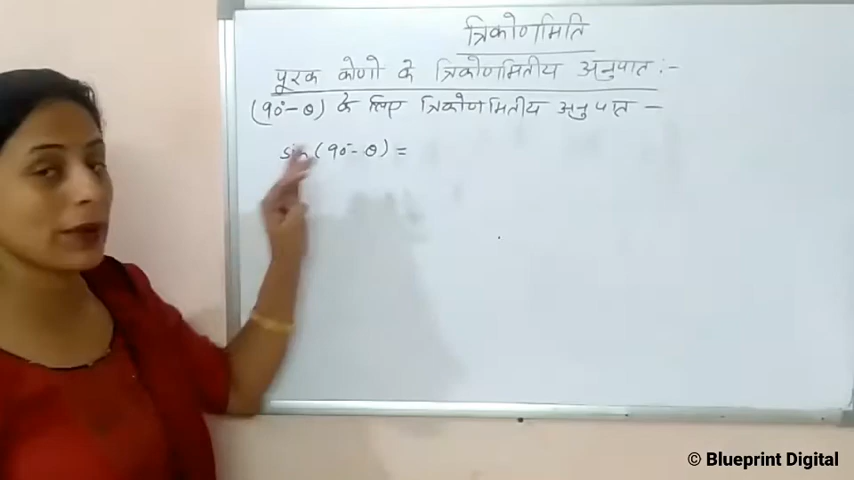 त्रिकोणमिति
पूरक कोणो के त्रिकोणमितीय अनुपात :-
(90°-θ) के लिए त्रिकोणमितीय अनुपात -
sin(90°-θ) =
© Blueprint Digital